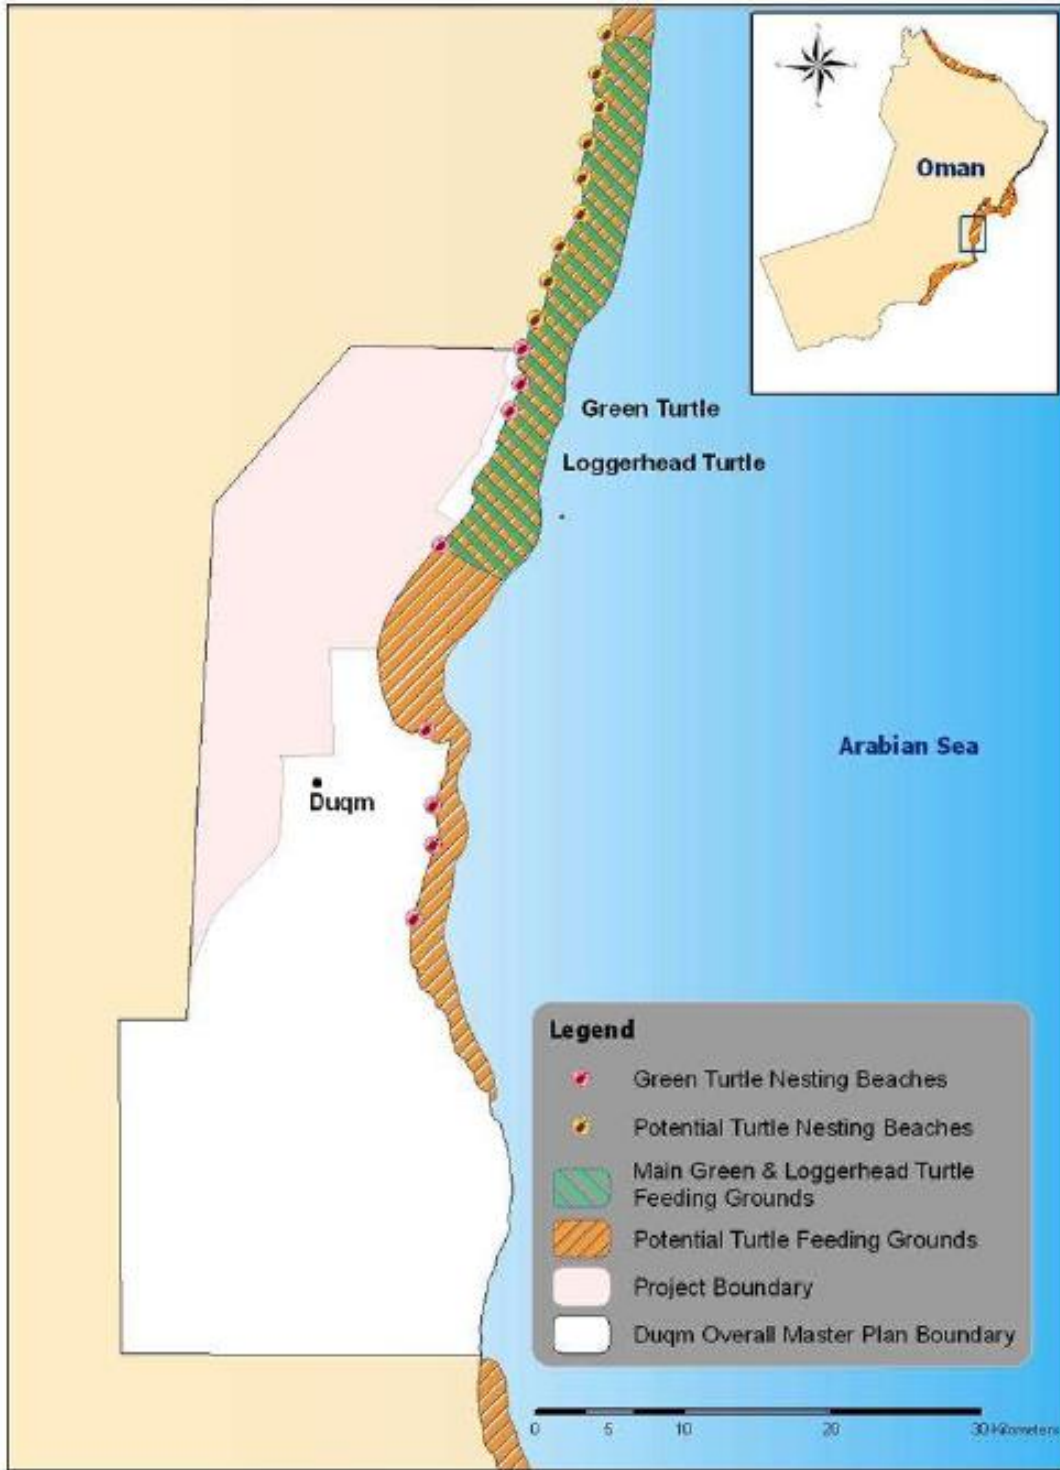 Oman
Green Turtle
Loggerhead Turtle
Arabian Sea
Duqm
Legend
Green Turtle Nesting Beaches
Potential Turtle Nesting Beaches
Main Green & Loggerhead Turtle
Feeding Grounds
Potential Turtle Feeding Grounds
Project Boundary
Duqm Overall Master Plan Boundary
0 5 10 20 30 Kilometers